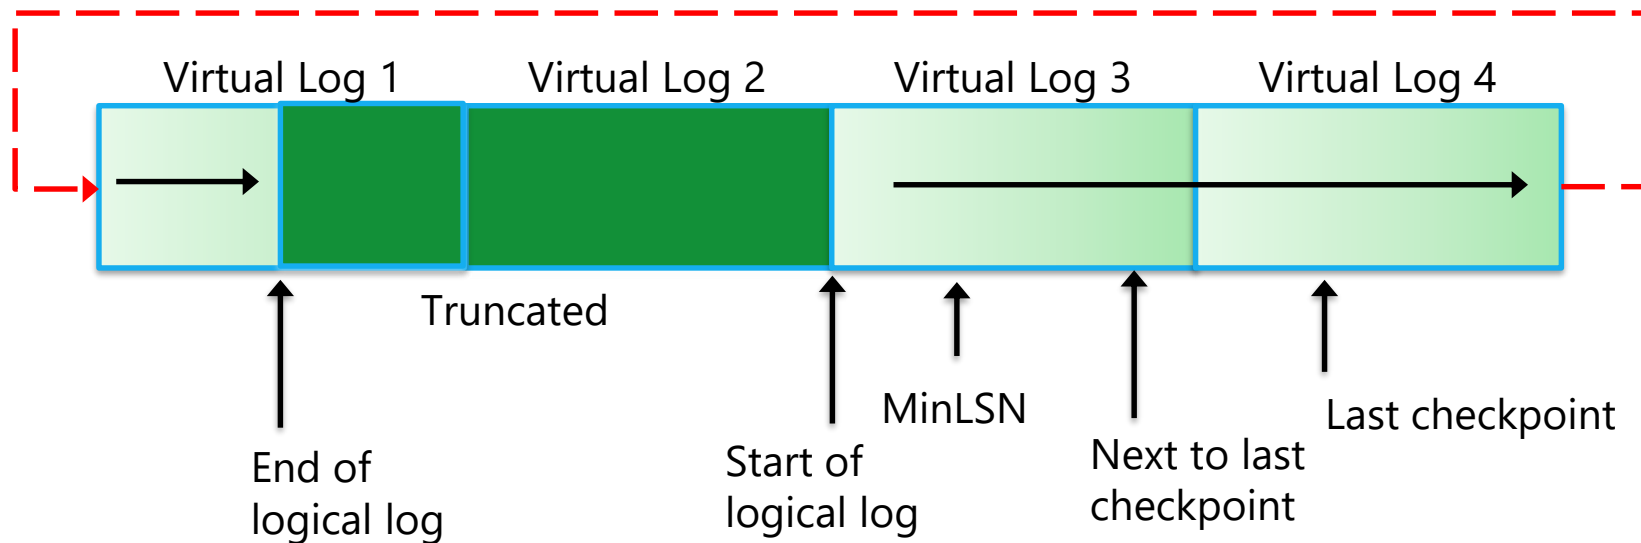 Virtual Log 1
Virtual Log 2
Virtual Log 3
Virtual Log 4
Truncated
MinLSN
Last checkpoint
End of
logical log
Start of
logical log
Next to last
checkpoint